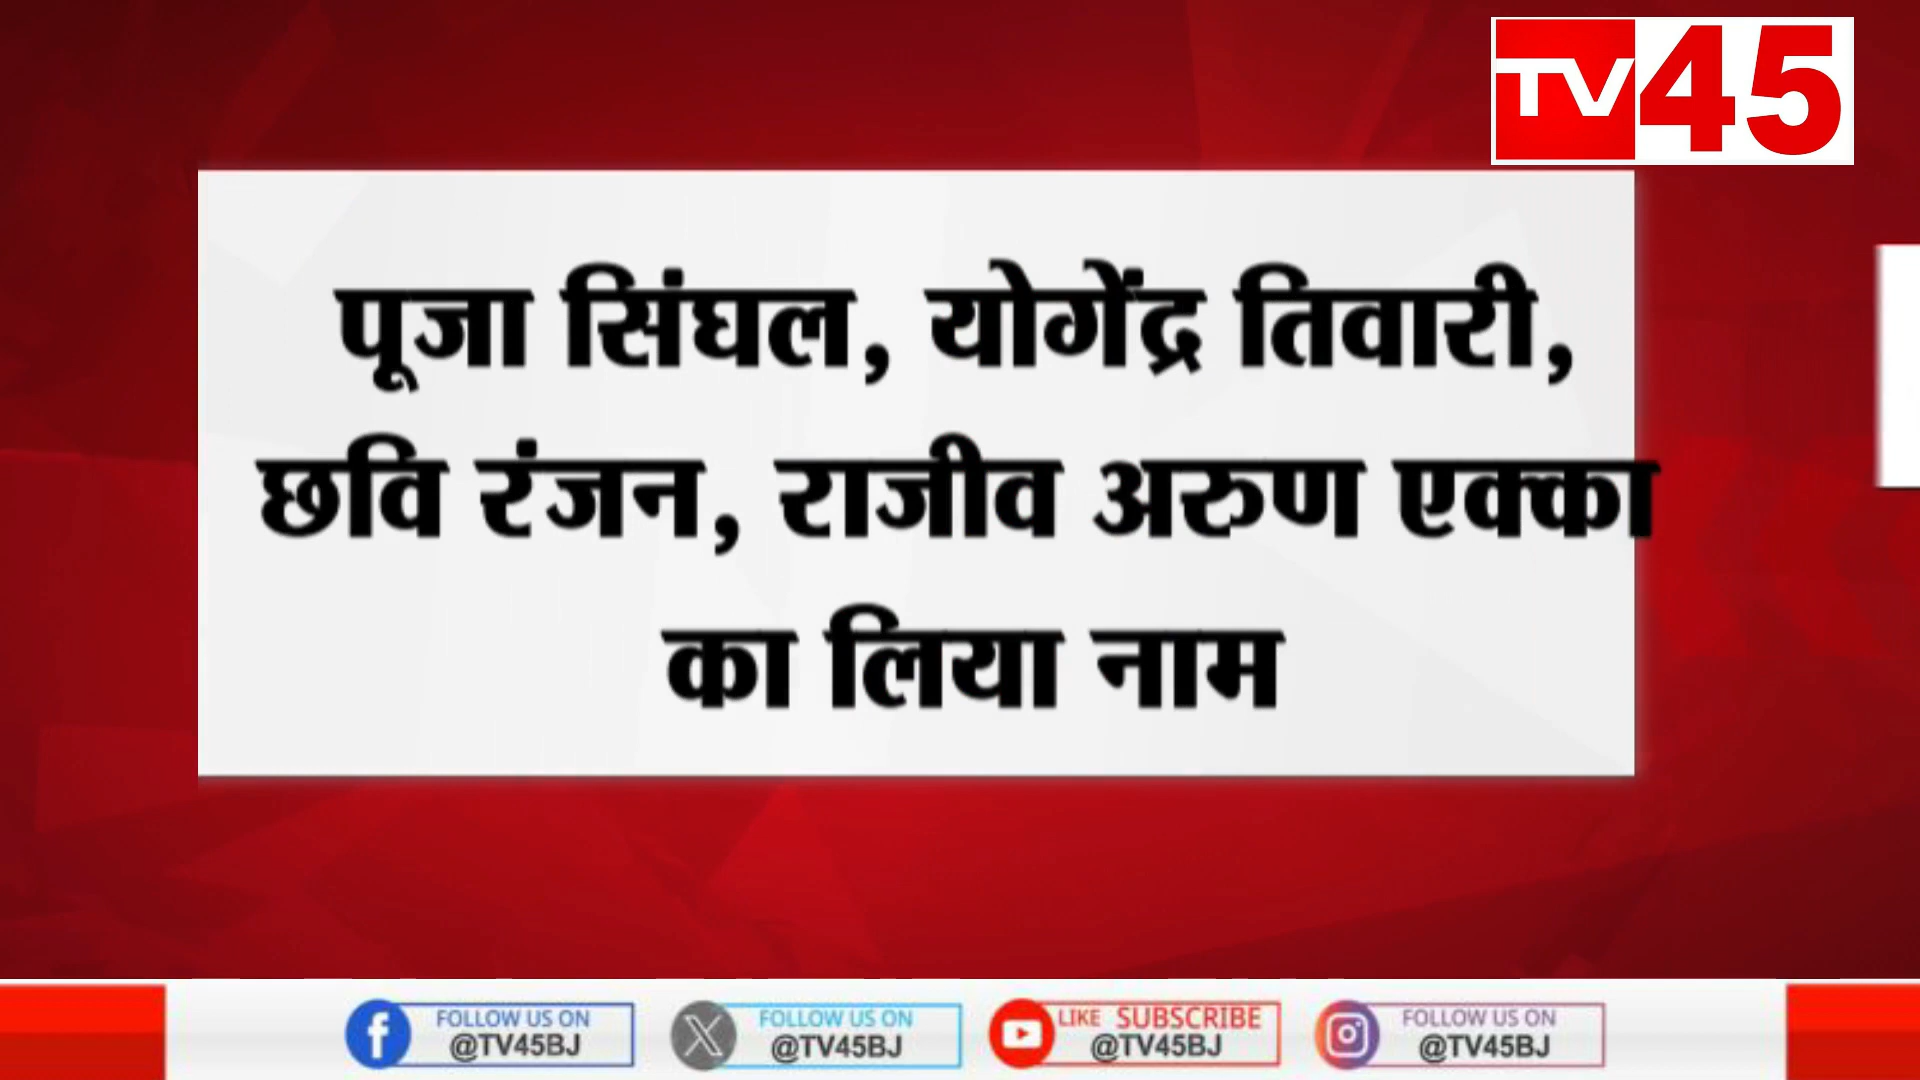 TV45
पूजा सिंघल, योगेंद्र तिवारी,
छवि रंजन, राजीव अरुण एक्का
का लिया नाम
FOLLOW US ON
@TV45BJ
FOLLOW US ON
@TV45BJ
LIKE SUBSCRIBE
@TV45BJ
FOLLOW US ON
@TV45BJ